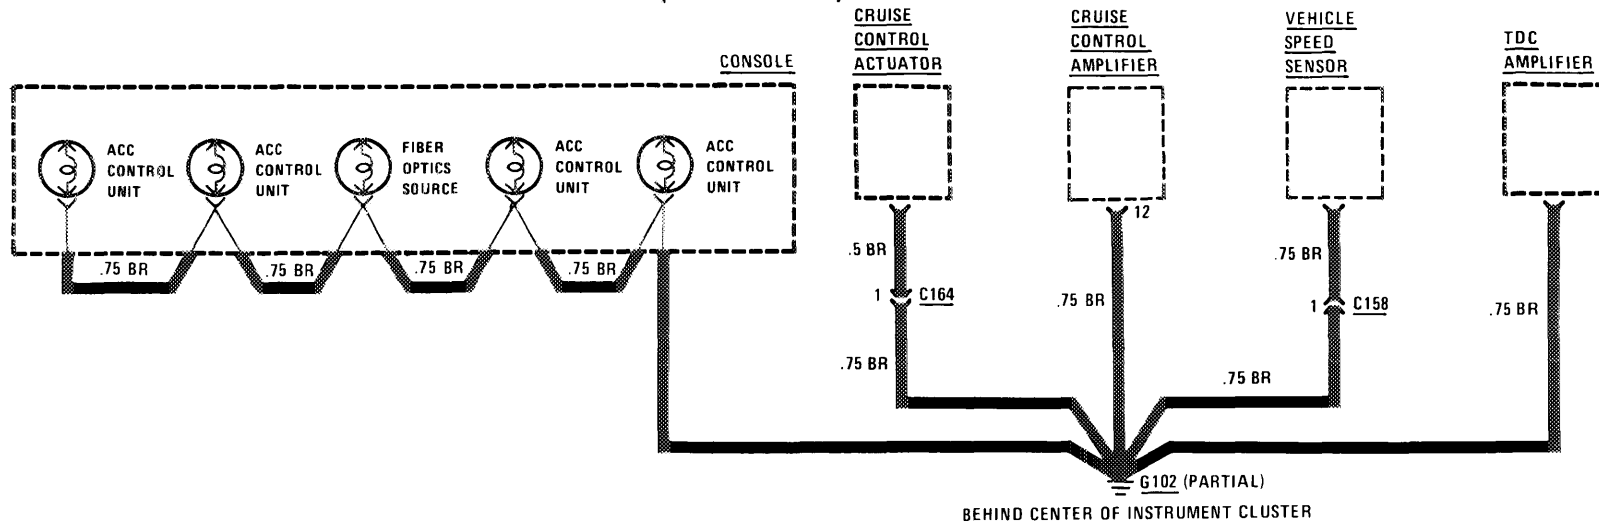 CONSOLE
CRUISE
CONTROL
ACTUATOR
CRUISE
CONTROL
AMPLIFIER
VEHICLE
SPEED
SENSOR
TDC
AMPLIFIER
ACC
CONTROL
UNIT
ACC
CONTROL
UNIT
FIBER
OPTICS
SOURCE
ACC
CONTROL
UNIT
ACC
CONTROL
UNIT
12
.75 BR
.75 BR
.75 BR
.75 BR
.5 BR
.75 BR
1 C164
.75 BR
1 C158
.75 BR
.75 BR
.75 BR
G102 (PARTIAL)
BEHIND CENTER OF INSTRUMENT CLUSTER